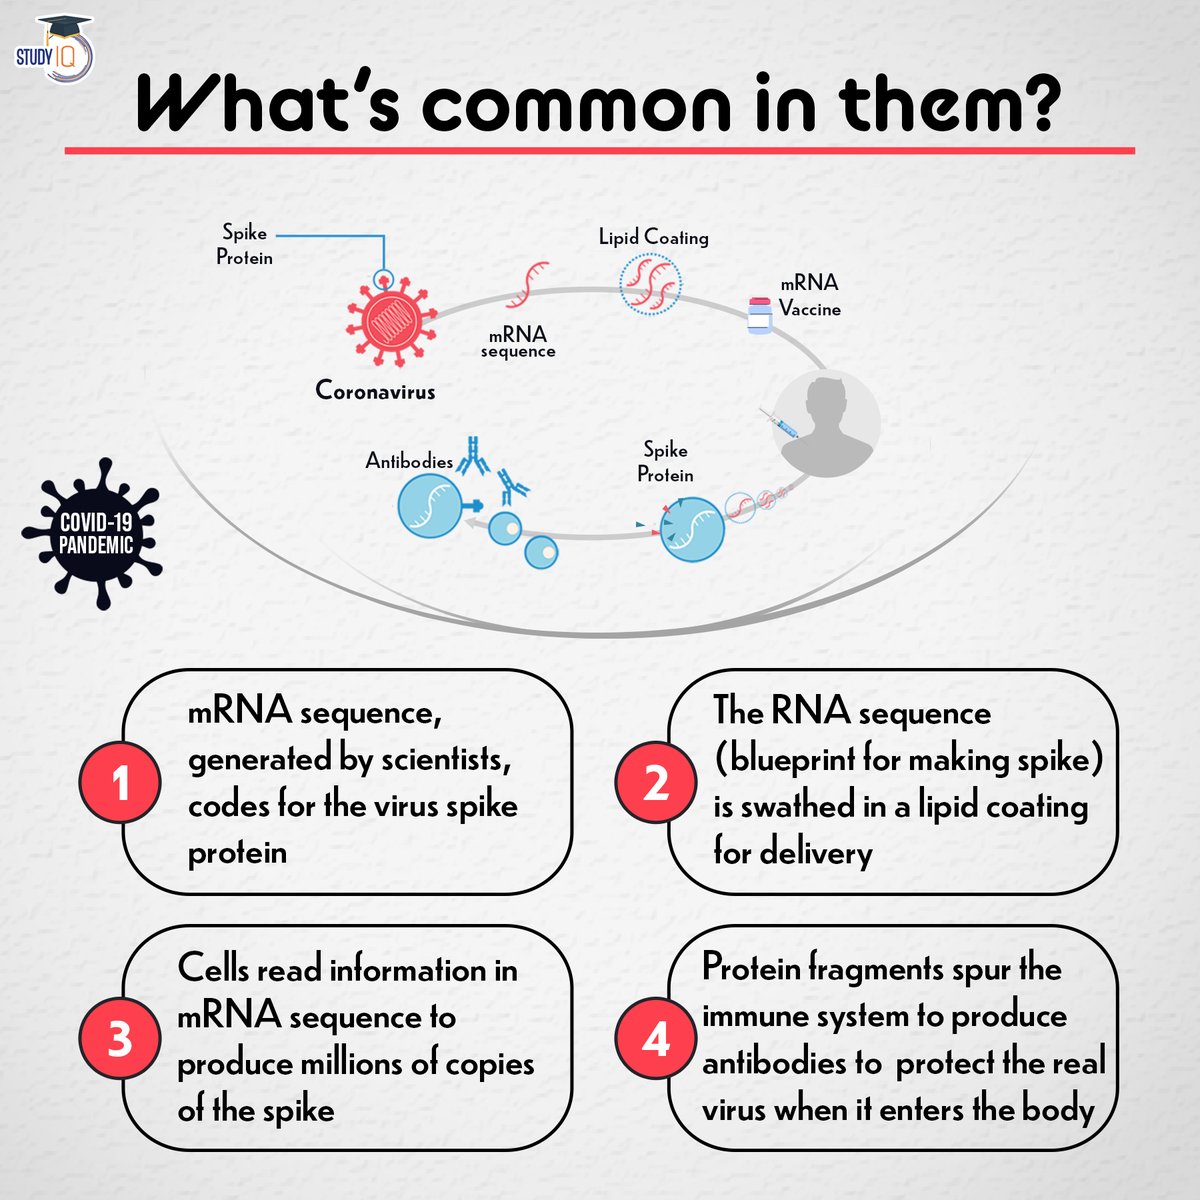 STUDY IQ
What's common in them?
Spike
Protein
Lipid Coating
mRNA
Vaccine
mRNA
sequence
Coronavirus
Antibodies
Spike
Protein
COVID-19
PANDEMIC
1
mRNA sequence,
generated by scientists,
codes for the virus spike
protein
2
The RNA sequence
(blueprint for making spike)
is swathed in a lipid coating
for delivery
3
Cells read information in
mRNA sequence to
produce millions of copies
of the spike
4
Protein fragments spur the
immune system to produce
antibodies to protect the real
virus when it enters the body